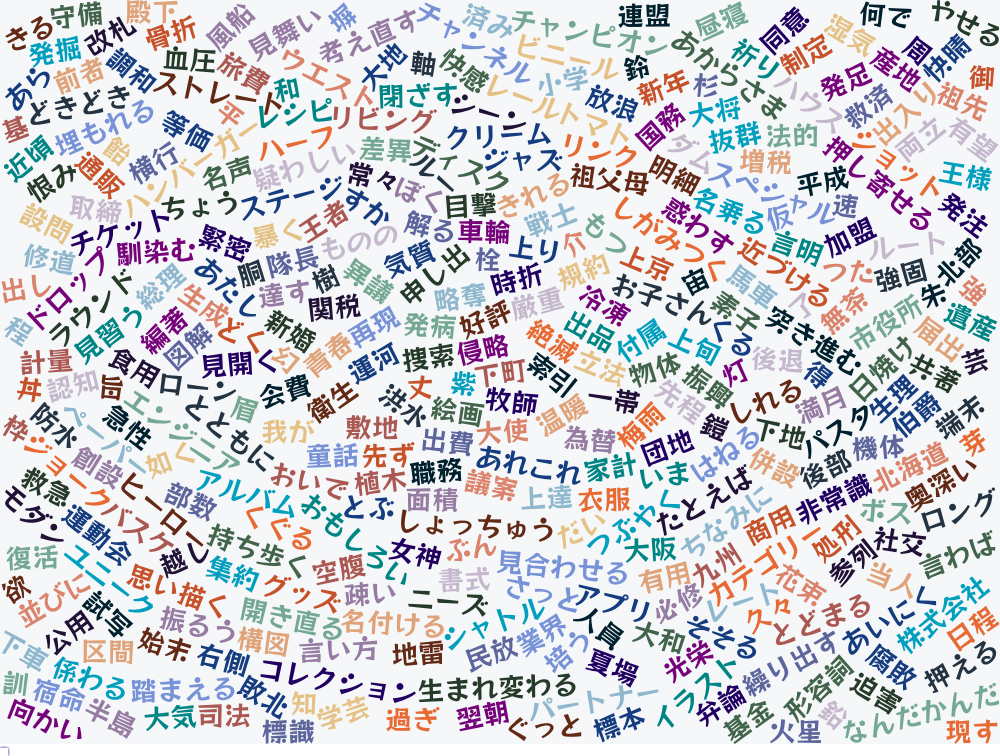 きる
守備
殿下
発掘
改札
骨折
風船
見舞い
塀
考え直す
チャンネル
済み
チャンピオン
連盟
昼寝
同意
湿気
何で
やせる
あら
前者
調和
血圧
旅費
ウエスト
大地
軸
快感
ビニール
小学
鈴
あからさま
祈り
制定
周
快晴
産地
発足
御
基
どきどき
ストレート
和
平
レシピ
閉ざす
リビング
シーン
レール
放浪
新年
杉
トマト
国務
大将
ハウス
救済
出入り
祖先
近頃
埋もれる
飴
等価
横行
ハンバーガー
ハーフ
差異
クリーム
リンク
抜群
法的
ダム
増税
ショット
両立
有望
恨み
通販
名声
疑わしい
ディスク
デルー
ジャズ
祖父母
明細
スペシャル
平成
押し寄せる
王様
設問
取締
ちょう
ステージ
常々
ぼく
目撃
される
名乗る
仮
速
発注
チケット
馴染む
緊密
暴く
王者
すか
解る
車輪
戦士
もつ
しがみつく
惑わす
言明
加盟
ルート
修道
ドロップ
総理
あたし
胴
隊長
ものの
気質
申し出
栓
上り
介
規約
上京
宙
近づける
つた
強固
北部
出し
ラウンド
生成
達す
樹
異議
関税
略奪
時折
厳重
冷凍
お子さん
素子
馬車
無茶
朱
強
程
見習う
編著
図解
どく
新婚
再現
発病
好評
絶滅
出品
付属
上旬
くる
突き進む
市役所
遺産
届出
計量
食用
見開く
幻
青春
運河
捜索
侵略
立法
物体
振興
灯
後退
得
日焼け
共著
芸
丼
認知
旨
ローン
会費
衛生
洪水
丈
紫
下町
索引
一帯
先程
しれる
満月
生理
防水
ペーパー
急性
エンジニア
眉
とともに
我が
敷地
絵画
牧師
温暖
梅雨
鎧
下地
パスタ
伯爵
端末
枠
ジョーク
創設
如く
童話
先ず
出費
大使
為替
団地
はねる
併設
後部
機体
芽
救急
バスケ
ヒーロー
部数
アルバム
おいで
植木
職務
あれこれ
家計
いま
北海道
モダン
運動会
くぐる
おもしろい
とぶ
面積
議案
上達
衣服
つぶやく
たとえば
非常識
ボス
奥深い
ロング
復活
ユニーク
越し
持ち歩く
しょっちゅう
だい
大阪
ちなみに
商用
処刑
社交
欲
並びに
思い描く
集約
グッズ
空腹
女神
ぶん
見合わせる
有用
九州
カテゴリー
参列
言わば
試写
疎い
書式
さっと
アプリ
必修
レート
花束
当人
公用
振るう
開き直る
名付ける
ニーズ
シャトル
人員
大和
久々
とどまる
株式会社
下車
区間
始末
構図
言い方
地雷
民放
業界
培う
夏場
そそる
あいにく
日程
係わる
右側
コレクション
光栄
繰り出す
腐敗
押える
訓
宿命
踏まえる
敗北
知
生まれ変わる
パートナー
イラスト
弁論
形容詞
迫害
向かい
半島
大気
司法
標識
学芸
過ぎ
翌朝
ぐっと
標本
基金
火星
鉛
なんだかんだ
現す